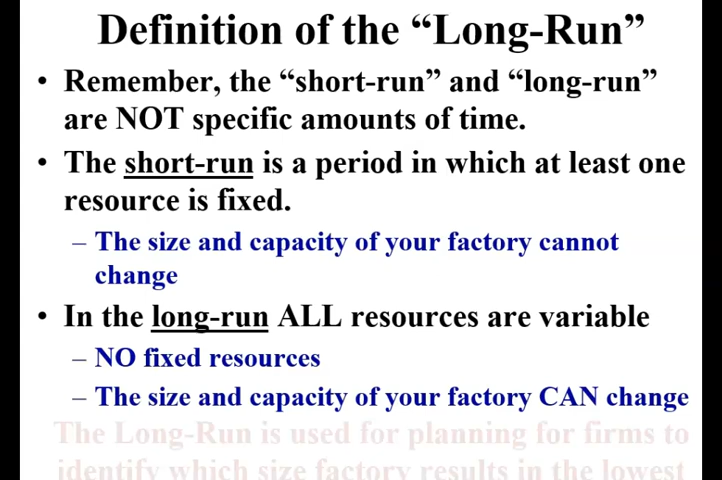 Definition of the “Long-Run”
• Remember, the “short-run” and “long-run”
are NOT specific amounts of time.
• The short-run is a period in which at least one
resource is fixed.
– The size and capacity of your factory cannot
change
• In the long-run ALL resources are variable
– NO fixed resources
– The size and capacity of your factory CAN change
The Long-Run is used for planning for firms to
identify which size factory results in the lowest